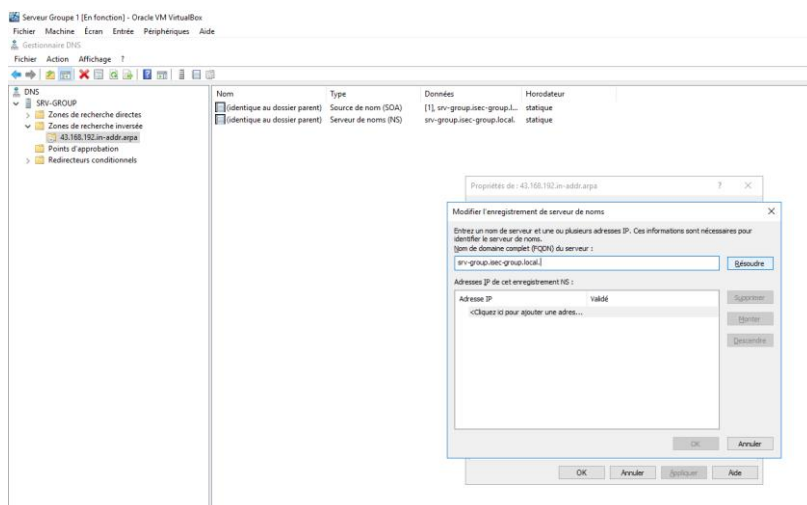 Serveur Groupe 1 [En fonction] - Oracle VM VirtualBox
Fichier Machine Écran Entrée Périphériques Aide
Gestionnaire DNS
Fichier Action Affichage ?
DNS
SRV-GROUP
Zones de recherche directes
Zones de recherche inversée
43.168.192.in-addr.arpa
Points d'approbation
Redirecteurs conditionnels
Nom Type Données Horodateur
(identique au dossier parent) Source de nom (SOA) [1], srv-group.isec-group.l... statique
(identique au dossier parent) Serveur de noms (NS) srv-group.isec-group.local. statique
Propriétés de : 43.168.192.in-addr.arpa ?
Modifier l'enregistrement de serveur de noms
Entrez un nom de serveur et une ou plusieurs adresses IP. Ces informations sont nécessaires pour
identifier le serveur de noms.
Nom de domaine complet (FQDN) du serveur :
srv-group.isec-group.local.
Résoudre
Adresses IP de cet enregistrement NS :
Adresse IP Validé
<Cliquez ici pour ajouter une adres...
Supprimer
Monter
Descendre
OK Annuler
OK Annuler Appliquer Aide